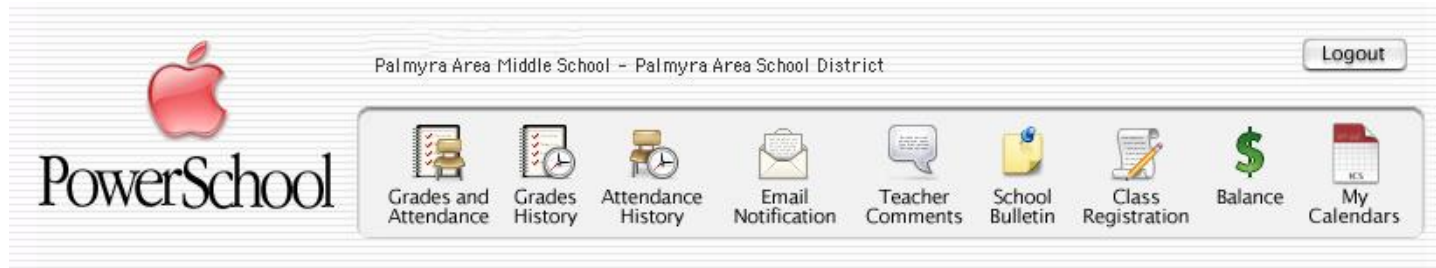 Palmyra Area Middle School - Palmyra Area School District
Logout
PowerSchool
Grades and
Attendance
Grades
History
Attendance
History
Email
Notification
Teacher
Comments
School
Bulletin
Class
Registration
Balance
ICS
My
Calendars